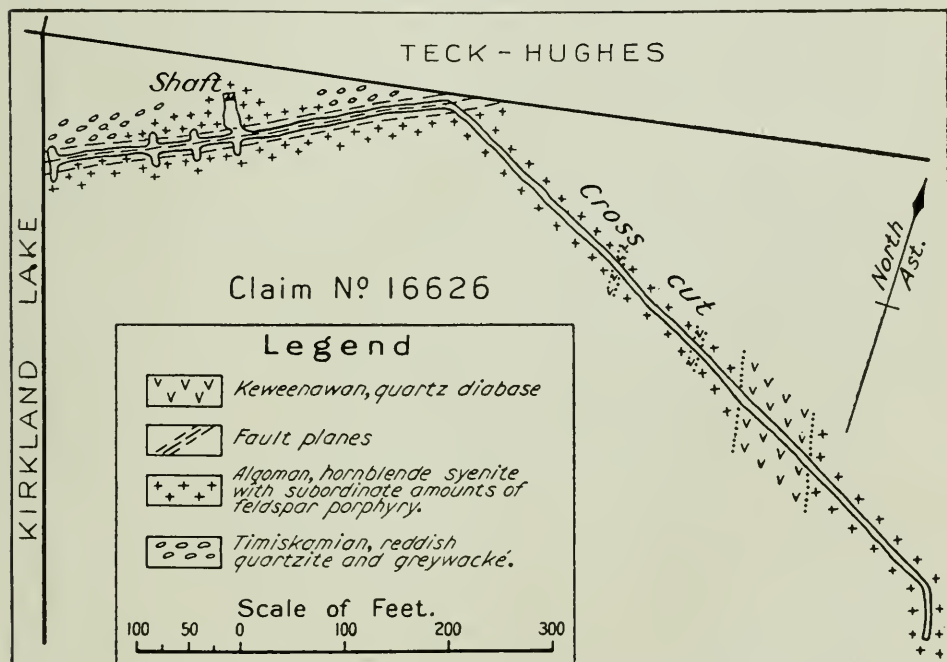 TECK-HUGHES
Shaft
Cross
cut
North
Ast.
KIRKLAND LAKE
Claim Nº 16626
Legend
Keweenawan, quartz diabase
Fault planes
Algoman, hornblende syenite
with subordinate amounts of
feldspar porphyry.
Timiskamian, reddish
quartzite and greywacké.
Scale of Feet.
100 50 0 100 200 300